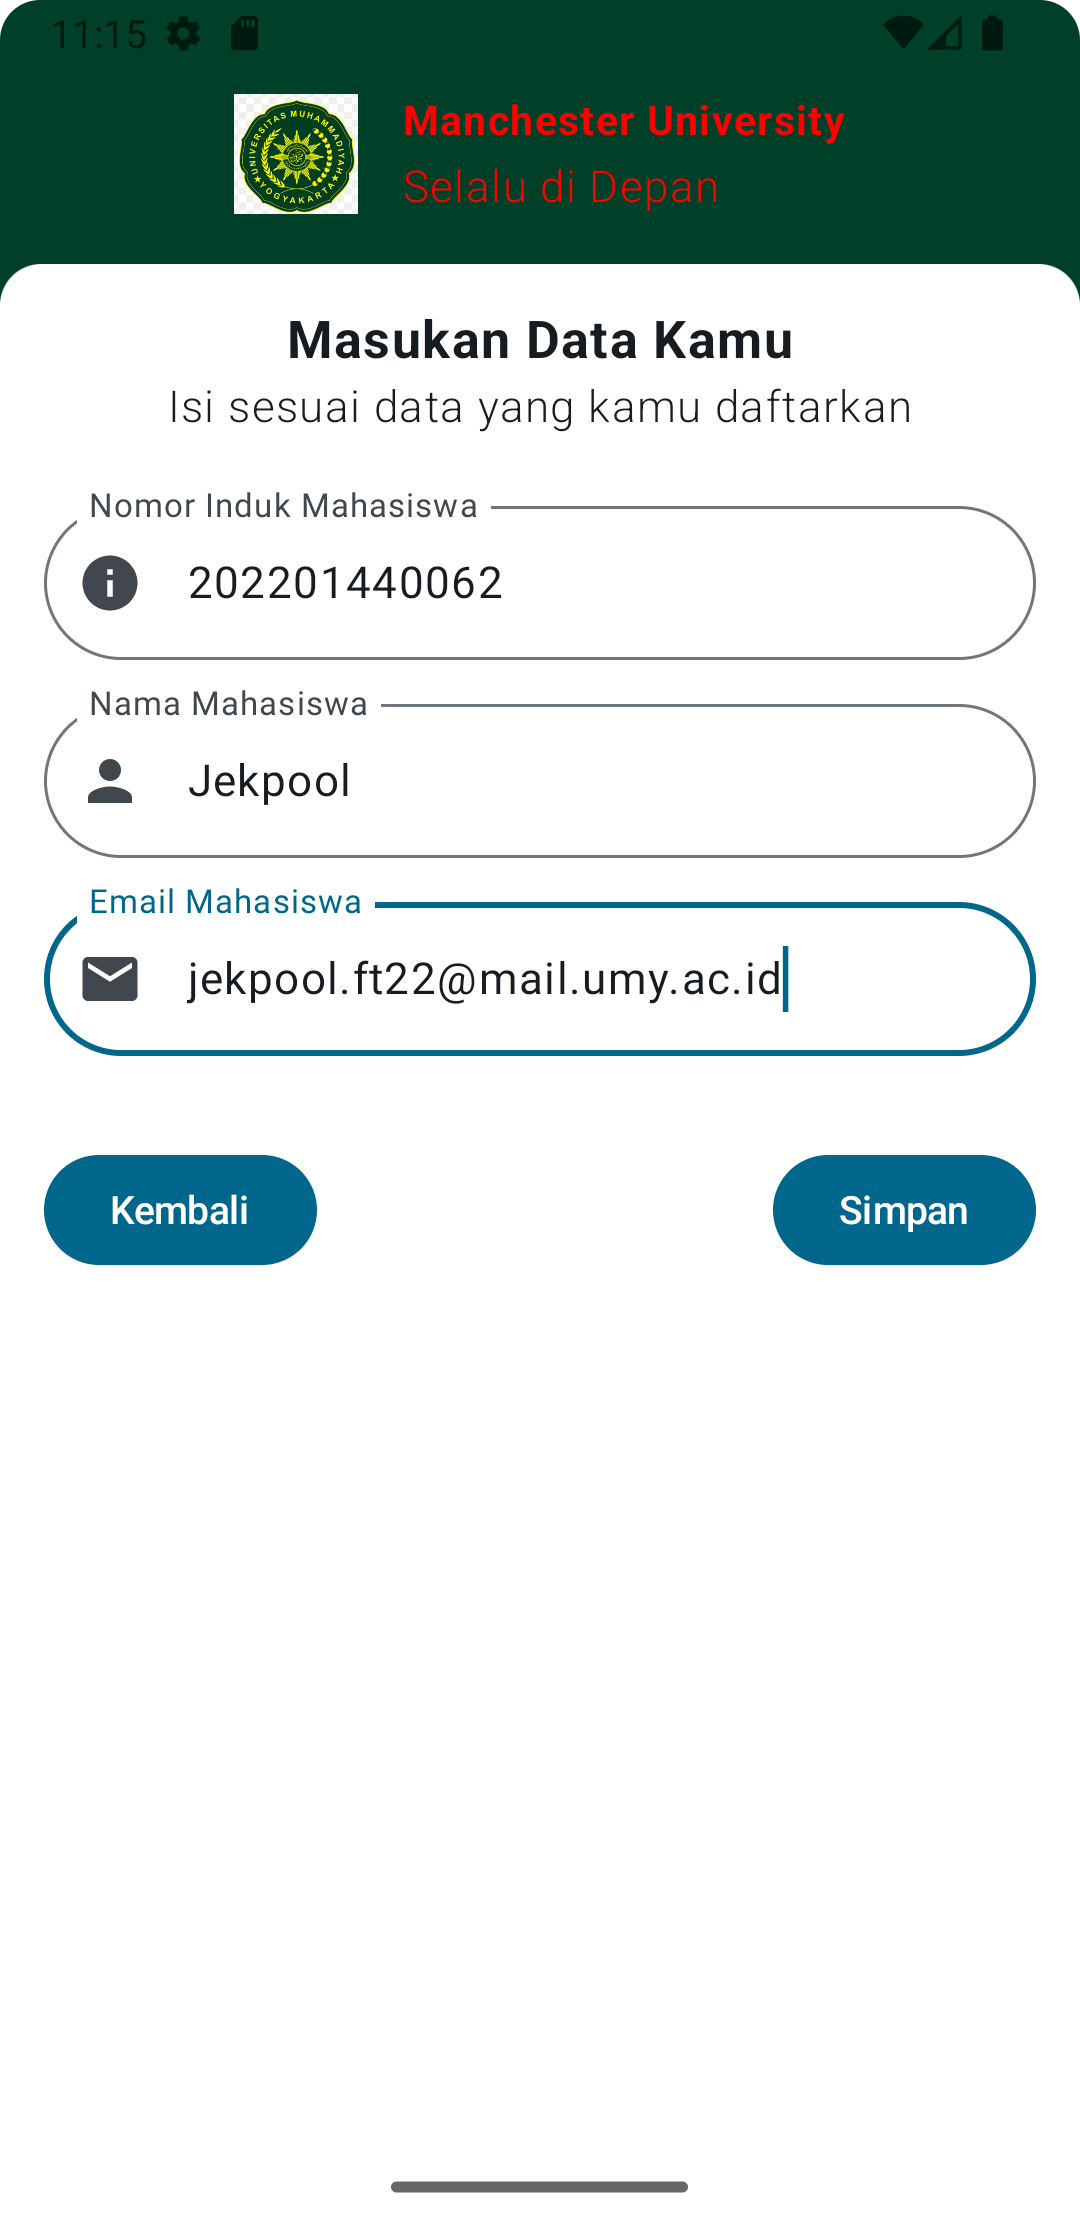 11:15
UNIVERSITAS MUHAMMADIYAH
YOGYAKARTA
Manchester University
Selalu di Depan
Masukan Data Kamu
Isi sesuai data yang kamu daftarkan
Nomor Induk Mahasiswa
202201440062
Nama Mahasiswa
Jekpool
Email Mahasiswa
jekpool.ft22@mail.umy.ac.id
Kembali
Simpan